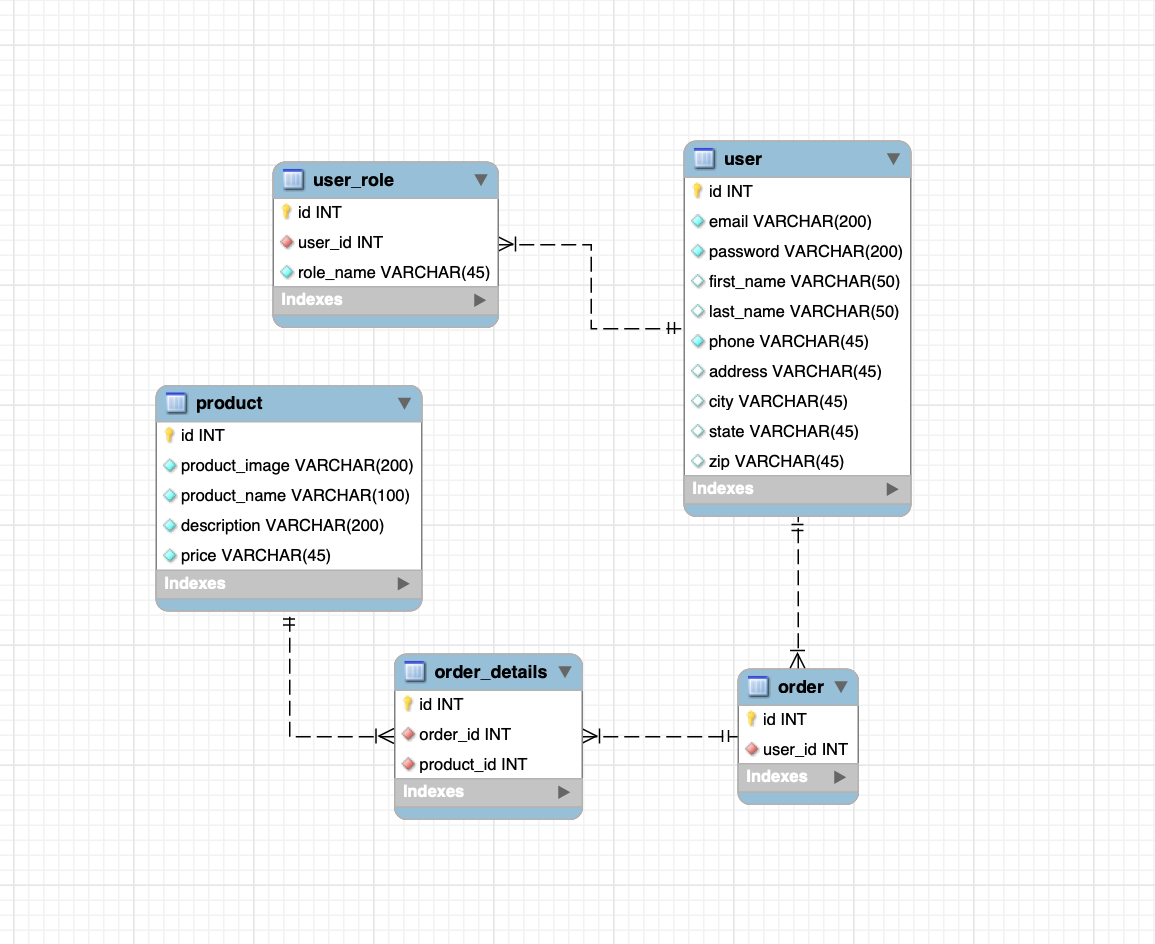 user_role
id INT
user_id INT
role_name VARCHAR(45)
Indexes
user
id INT
email VARCHAR(200)
password VARCHAR(200)
first_name VARCHAR(50)
last_name VARCHAR(50)
phone VARCHAR(45)
address VARCHAR(45)
city VARCHAR(45)
state VARCHAR(45)
zip VARCHAR(45)
Indexes
product
id INT
product_image VARCHAR(200)
product_name VARCHAR(100)
description VARCHAR(200)
price VARCHAR(45)
Indexes
order_details
id INT
order_id INT
product_id INT
Indexes
order
id INT
user_id INT
Indexes